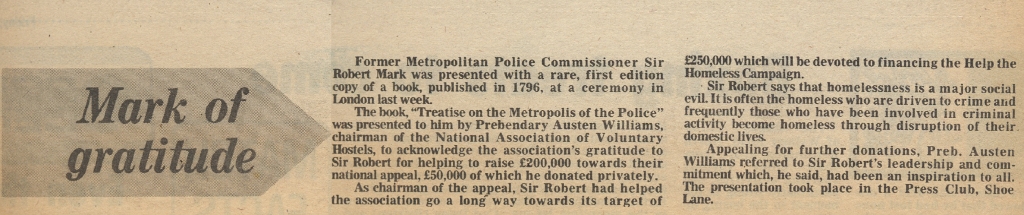 Mark of
gratitude
Former Metropolitan Police Commissioner Sir
Robert Mark was presented with a rare, first edition
copy of a book, published in 1796, at a ceremony in
London last week.
The book, "Treatise on the Metropolis of the Police"
was presented to him by Prebendary Austen Williams,
chairman of the National Association of Voluntary
Hostels, to acknowledge the association's gratitude to
Sir Robert for helping to raise £200,000 towards their
national appeal, £50,000 of which he donated privately.
As chairman of the appeal, Sir Robert had helped
the association go a long way towards its target of
£250,000 which will be devoted to financing the Help the
Homeless Campaign.
Sir Robert says that homelessness is a major social
evil. It is often the homeless who are driven to crime and
frequently those who have been involved in criminal
activity become homeless through disruption of their
domestic lives.
Appealing for further donations, Preb. Austen
Williams referred to Sir Robert's leadership and com-
mitment which, he said, had been an inspiration to all.
The presentation took place in the Press Club, Shoe
Lane.